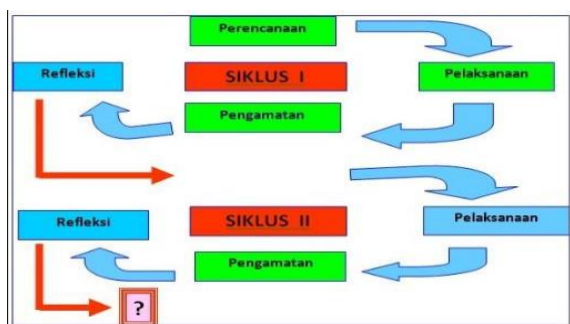 Perencanaan
Refleksi
SIKLUS I
Pelaksanaan
Pengamatan
Refleksi
SIKLUS II
Pelaksanaan
Pengamatan
?